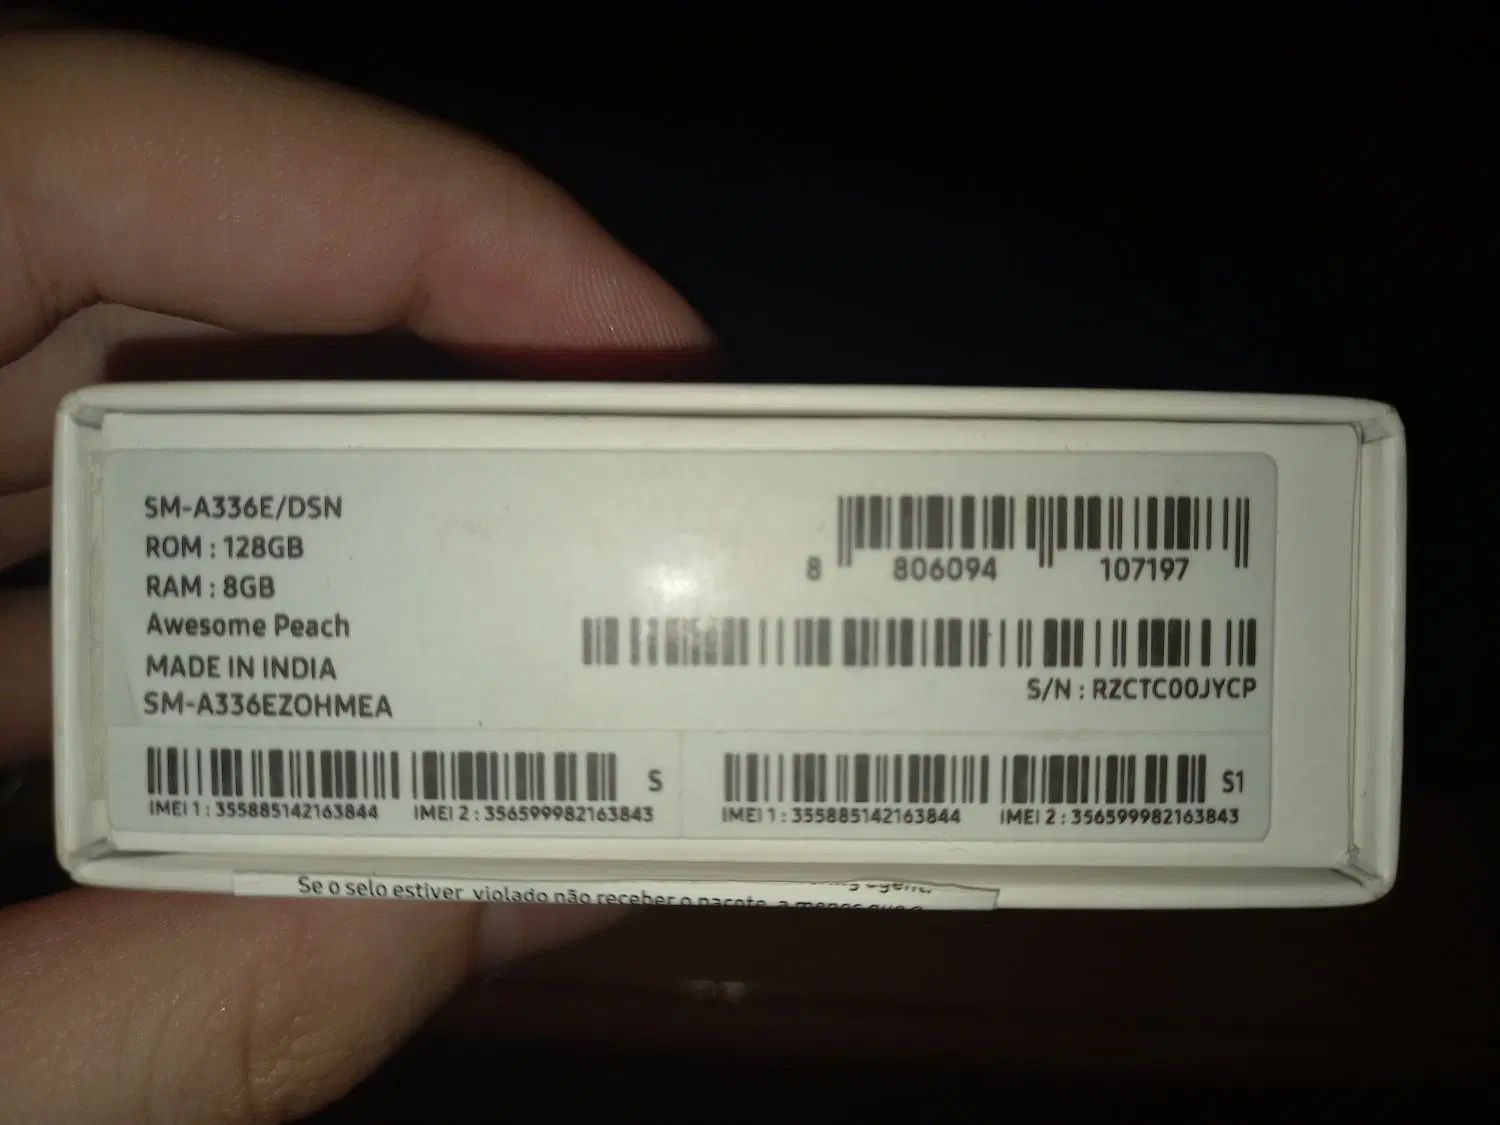 SM-A336E/DSN
ROM : 128GB
RAM : 8GB
Awesome Peach
MADE IN INDIA
SM-A336EZOHMEA
8 806094 107197
S/N : RZCTC00JYCP
IMEI 1 : 355885142163844 IMEI 2 : 356599982163843 S
IMEI 1 : 355885142163844 IMEI 2 : 356599982163843 S1
Se o selo estiver violado não receber o pacote, a menos que o